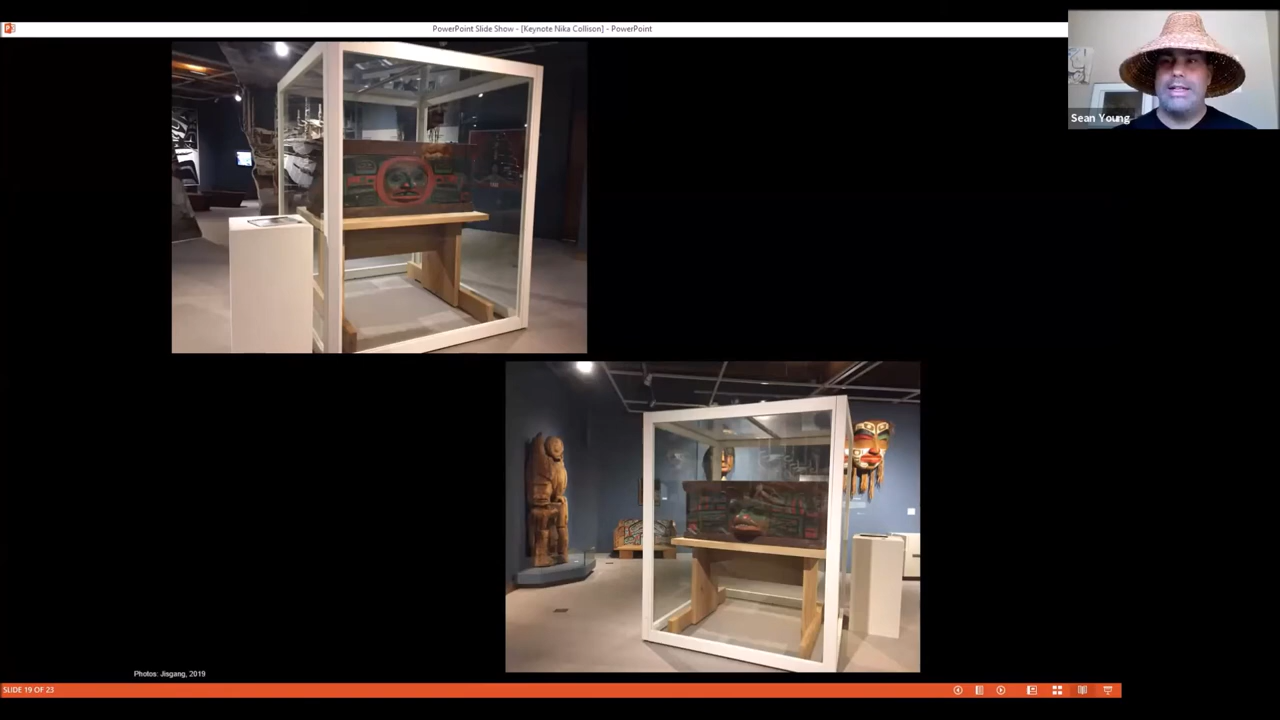 PowerPoint Slide Show - [Keynote Nika Collison] - PowerPoint
Sean Young
Photos: Jisgang, 2019
SLIDE 19 OF 23